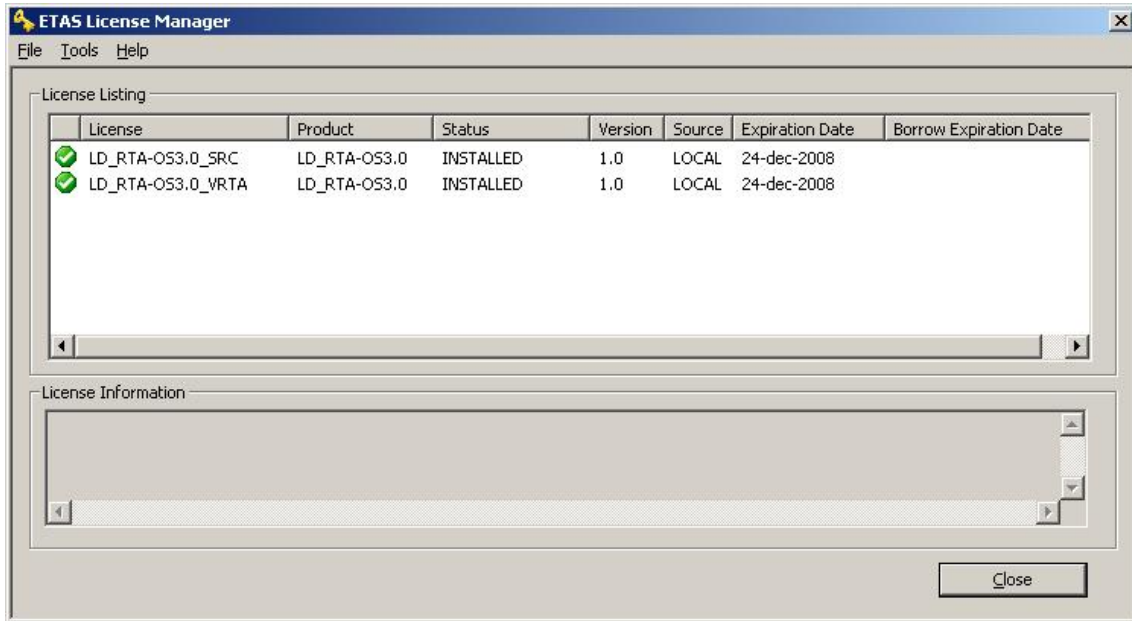 ETAS License Manager
File Tools Help
License Listing
License Product Status Version Source Expiration Date Borrow Expiration Date
LD_RTA-OS3.0_SRC LD_RTA-OS3.0 INSTALLED 1.0 LOCAL 24-dec-2008
LD_RTA-OS3.0_VRTA LD_RTA-OS3.0 INSTALLED 1.0 LOCAL 24-dec-2008
License Information
Close